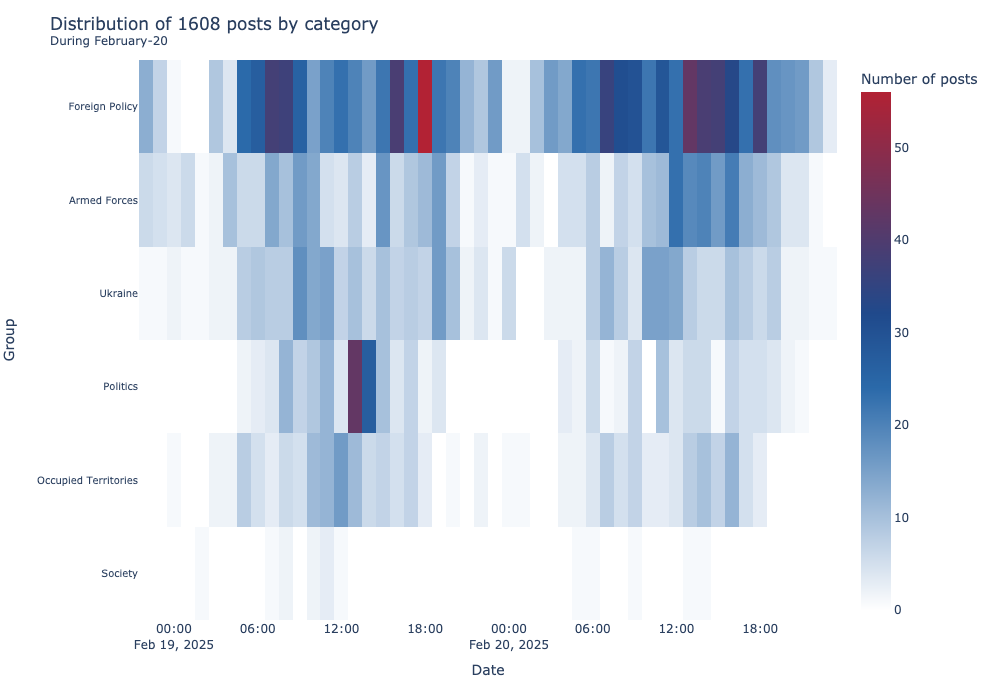 Distribution of 1608 posts by category
During February-20
Number of posts
Foreign Policy
Armed Forces
Ukraine
Politics
Occupied Territories
Society
Group
50
40
30
20
10
0
00:00 06:00 12:00 18:00 00:00 06:00 12:00 18:00
Feb 19, 2025 Feb 20, 2025
Date